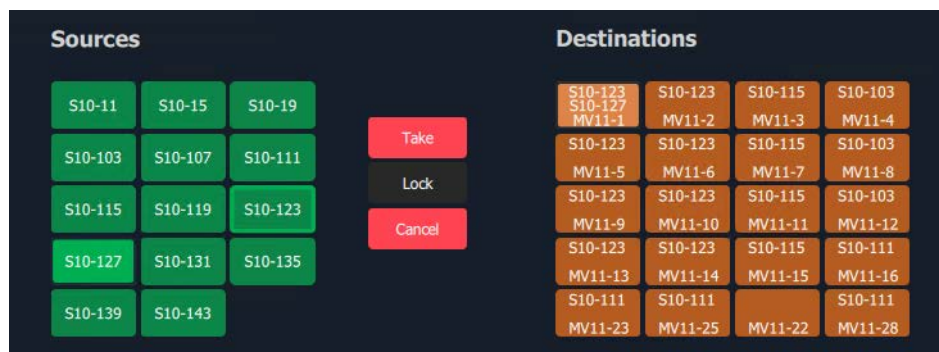 Sources
S10-11 S10-15 S10-19
S10-103 S10-107 S10-111
S10-115 S10-119 S10-123
S10-127 S10-131 S10-135
S10-139 S10-143
Take
Lock
Cancel
Destinations
S10-123 S10-123 S10-115 S10-103
S10-127
MV11-1 MV11-2 MV11-3 MV11-4
S10-123 S10-123 S10-115 S10-103
MV11-5 MV11-6 MV11-7 MV11-8
S10-123 S10-123 S10-115 S10-103
MV11-9 MV11-10 MV11-11 MV11-12
S10-123 S10-123 S10-115 S10-111
MV11-13 MV11-14 MV11-15 MV11-16
S10-111 S10-111 S10-111
MV11-23 MV11-25 MV11-22 MV11-28